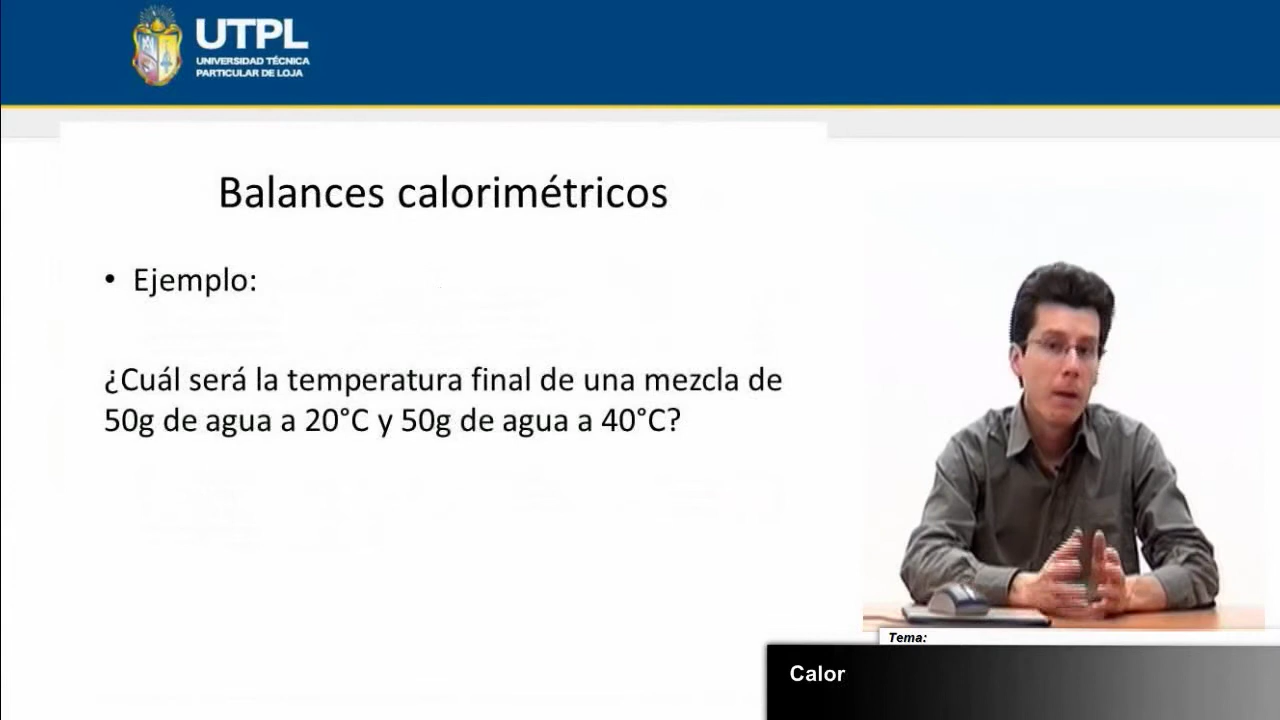 UTPL
UNIVERSIDAD TÉCNICA
PARTICULAR DE LOJA
Balances calorimétricos
• Ejemplo:
¿Cuál será la temperatura final de una mezcla de
50g de agua a 20°C y 50g de agua a 40°C?
Tema:
Calor